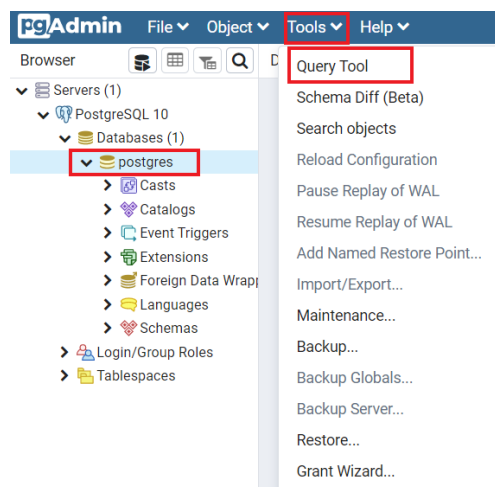 pgAdmin File Object Tools Help
Browser
D
Servers (1)
PostgreSQL 10
Databases (1)
postgres
Casts
Catalogs
Event Triggers
Extensions
Foreign Data Wrapp
Languages
Schemas
Login/Group Roles
Tablespaces
Query Tool
Schema Diff (Beta)
Search objects
Reload Configuration
Pause Replay of WAL
Resume Replay of WAL
Add Named Restore Point...
Import/Export...
Maintenance...
Backup...
Backup Globals...
Backup Server...
Restore...
Grant Wizard...